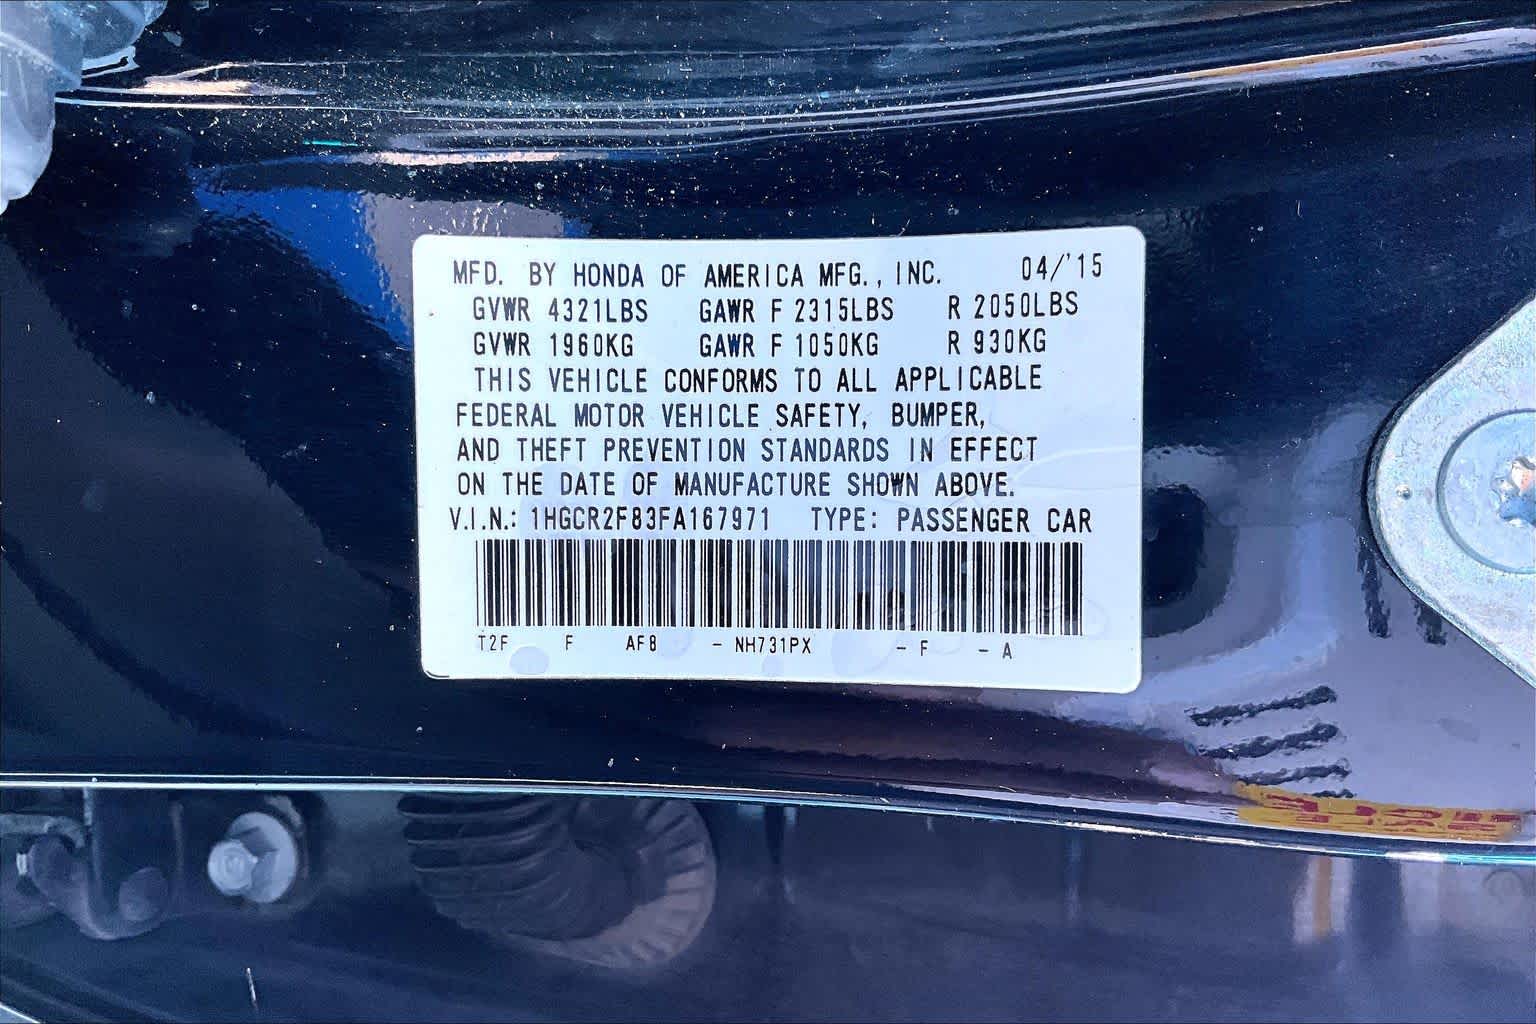 MFD. BY HONDA OF AMERICA MFG., INC. 04/'15
GVWR 4321LBS GAWR F 2315LBS R 2050LBS
GVWR 1960KG GAWR F 1050KG R 930KG
THIS VEHICLE CONFORMS TO ALL APPLICABLE
FEDERAL MOTOR VEHICLE SAFETY, BUMPER,
AND THEFT PREVENTION STANDARDS IN EFFECT
ON THE DATE OF MANUFACTURE SHOWN ABOVE.
V.I.N.: 1HGCR2F83FA167971 TYPE: PASSENGER CAR
T2F F AF8 - NH731PX - F - A